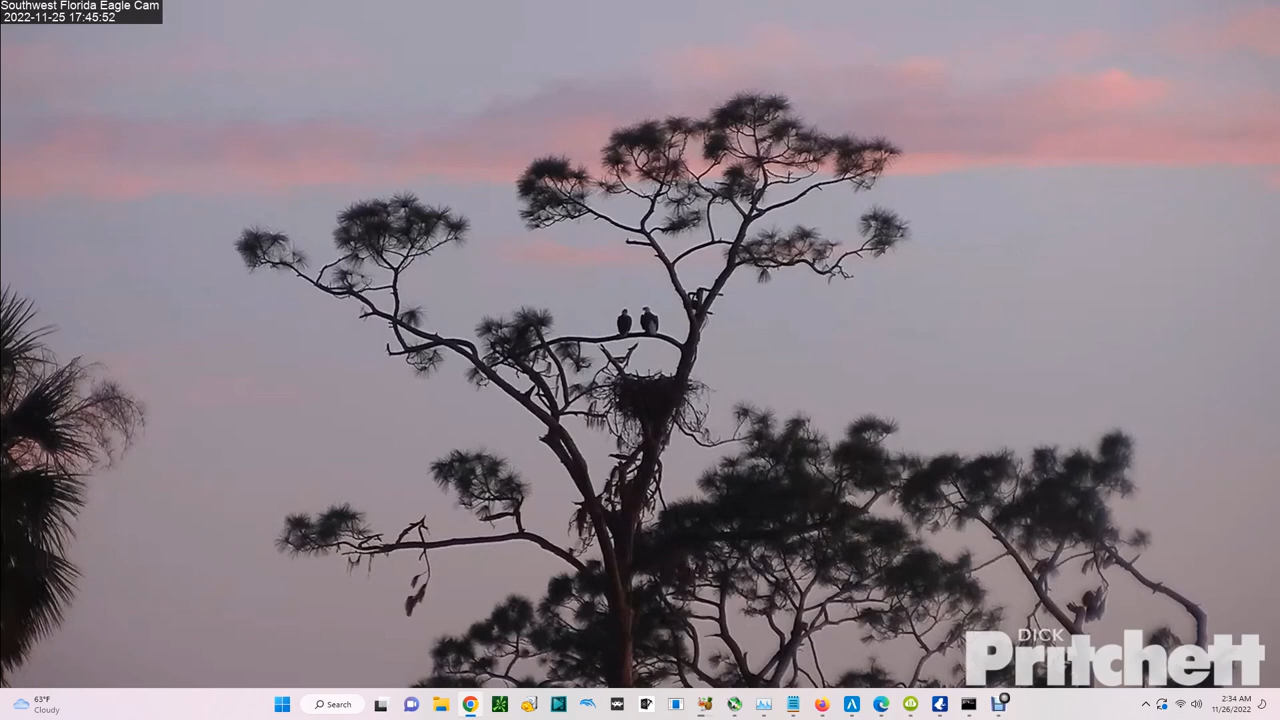 Southwest Florida Eagle Cam
2022-11-25 17:45:52
DICK
Pritchett
63°F
Cloudy
Search
2:34 AM
11/26/2022